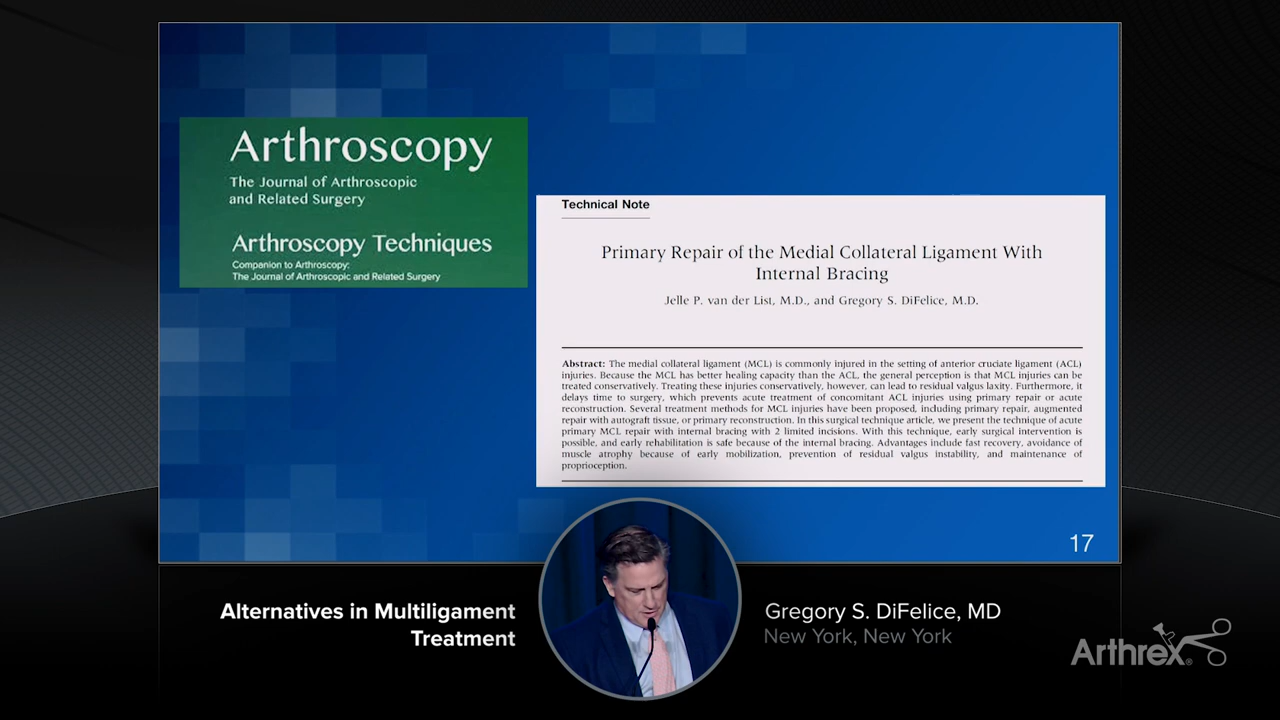 Arthroscopy
The Journal of Arthroscopic
and Related Surgery
Arthroscopy Techniques
Companion to Arthroscopy:
The Journal of Arthroscopic and Related Surgery
Technical Note
Primary Repair of the Medial Collateral Ligament With
Internal Bracing
Jelle P. van der List, M.D., and Gregory S. DiFelice, M.D.
Abstract: The medial collateral ligament (MCL) is commonly injured in the setting of anterior cruciate ligament (ACL)
injuries. Because the MCL has better healing capacity than the ACL, the general perception is that MCL injuries can be
treated conservatively. Treating these injuries conservatively, however, can lead to residual valgus laxity. Furthermore, it
delays time to surgery, which prevents acute treatment of concomitant ACL injuries using primary repair or acute
reconstruction. Several treatment methods for MCL injuries have been proposed, including primary repair, augmented
repair with autograft tissue, or primary reconstruction. In this surgical technique article, we present the technique of acute
primary MCL repair with internal bracing with 2 limited incisions. With this technique, early surgical intervention is
possible, and early rehabilitation is safe because of the internal bracing. Advantages include fast recovery, avoidance of
muscle atrophy because of early mobilization, prevention of residual valgus instability, and maintenance of
proprioception.
17
Alternatives in Multiligament
Treatment
Gregory S. DiFelice, MD
New York, New York
Arthrex®